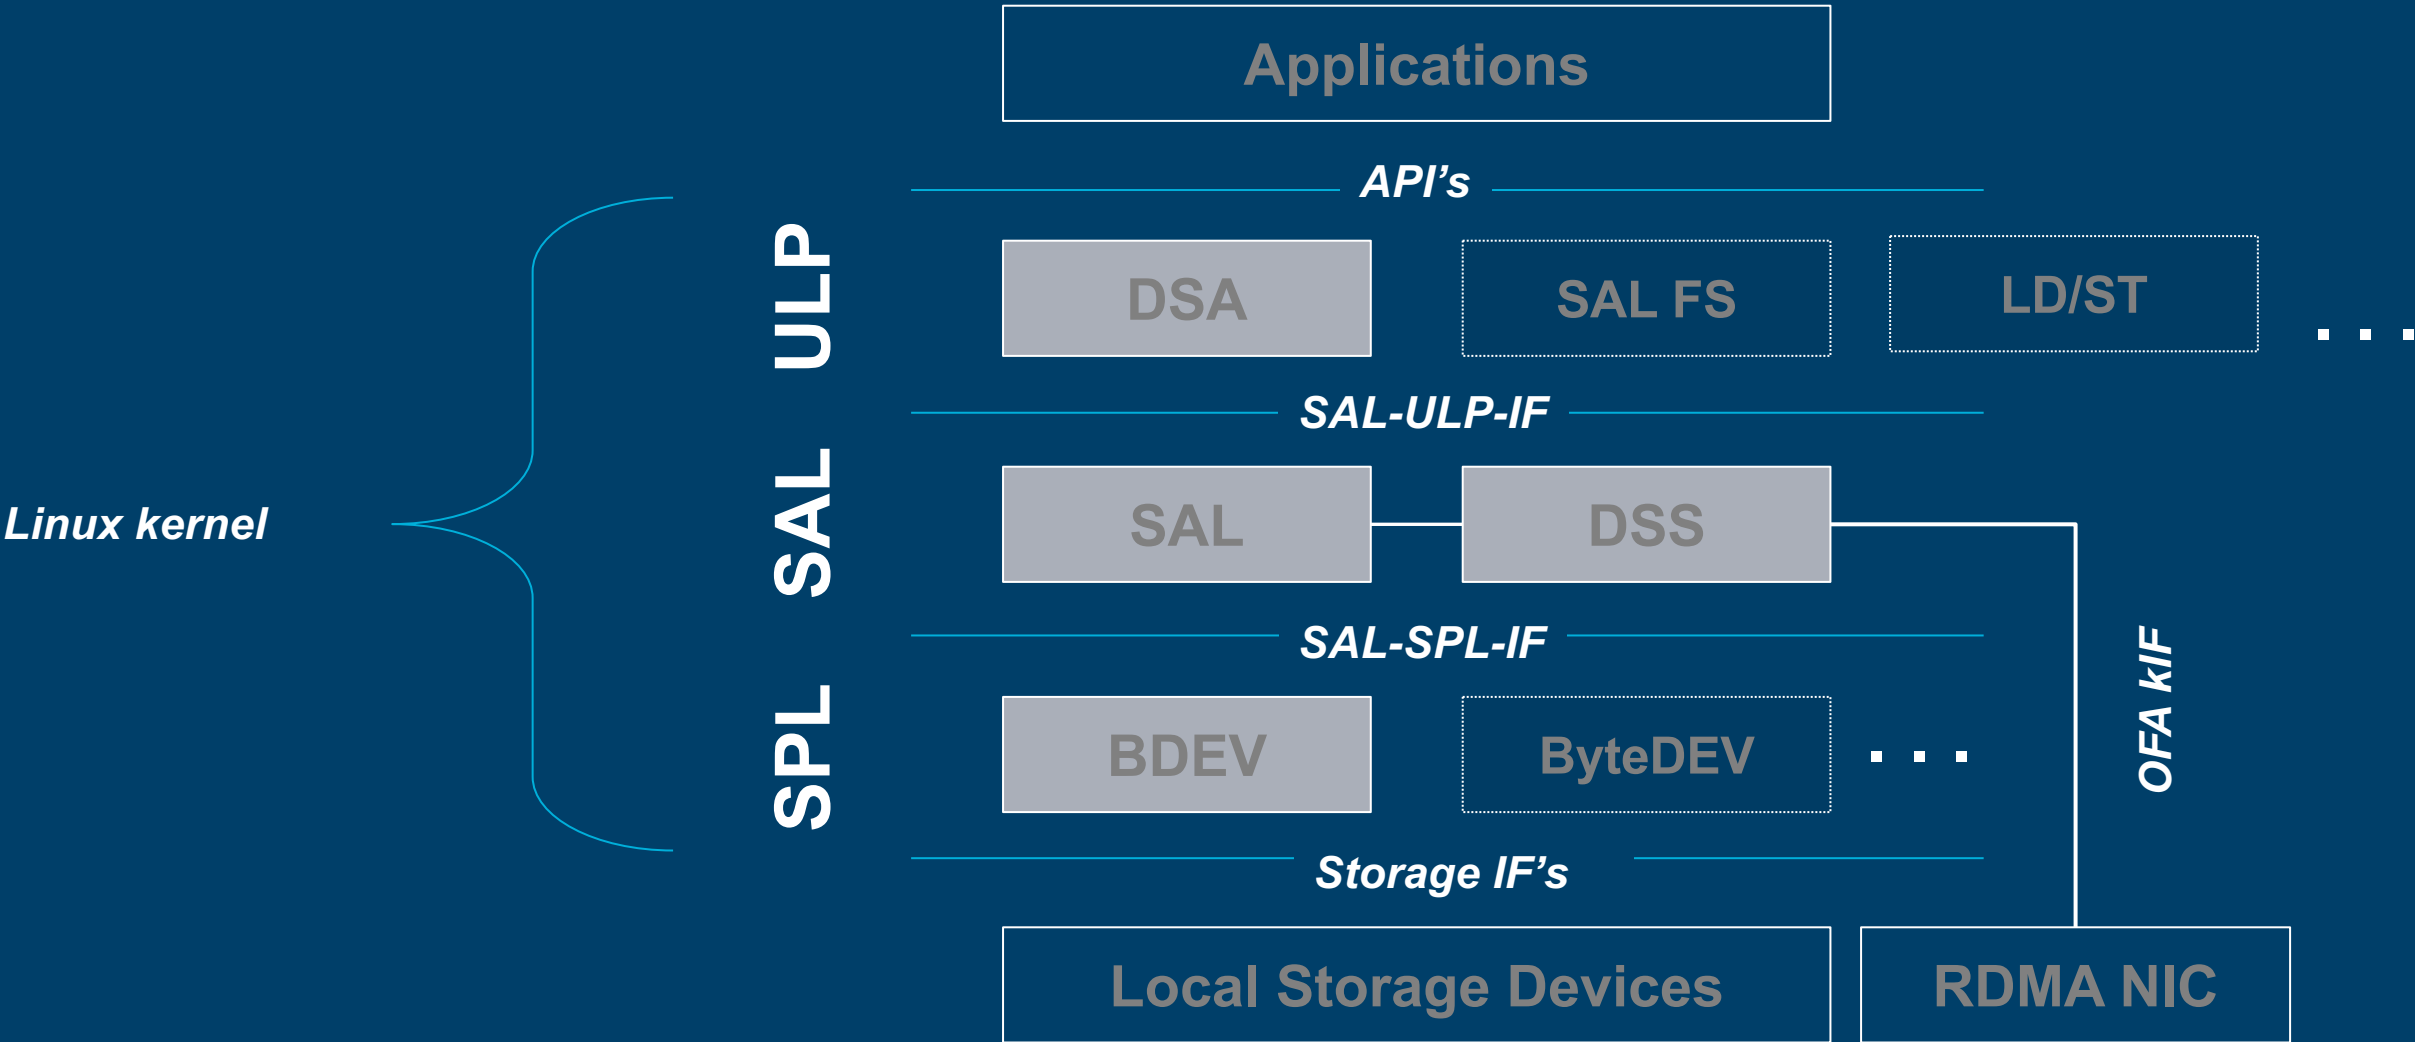 Applications
API’s
ULP
DSA
SAL FS
LD/ST
. . .
SAL-ULP-IF
Linux kernel
SAL
SAL
DSS
SAL-SPL-IF
OFA kIF
SPL
BDEV
ByteDEV
. . .
Storage IF’s
Local Storage Devices
RDMA NIC